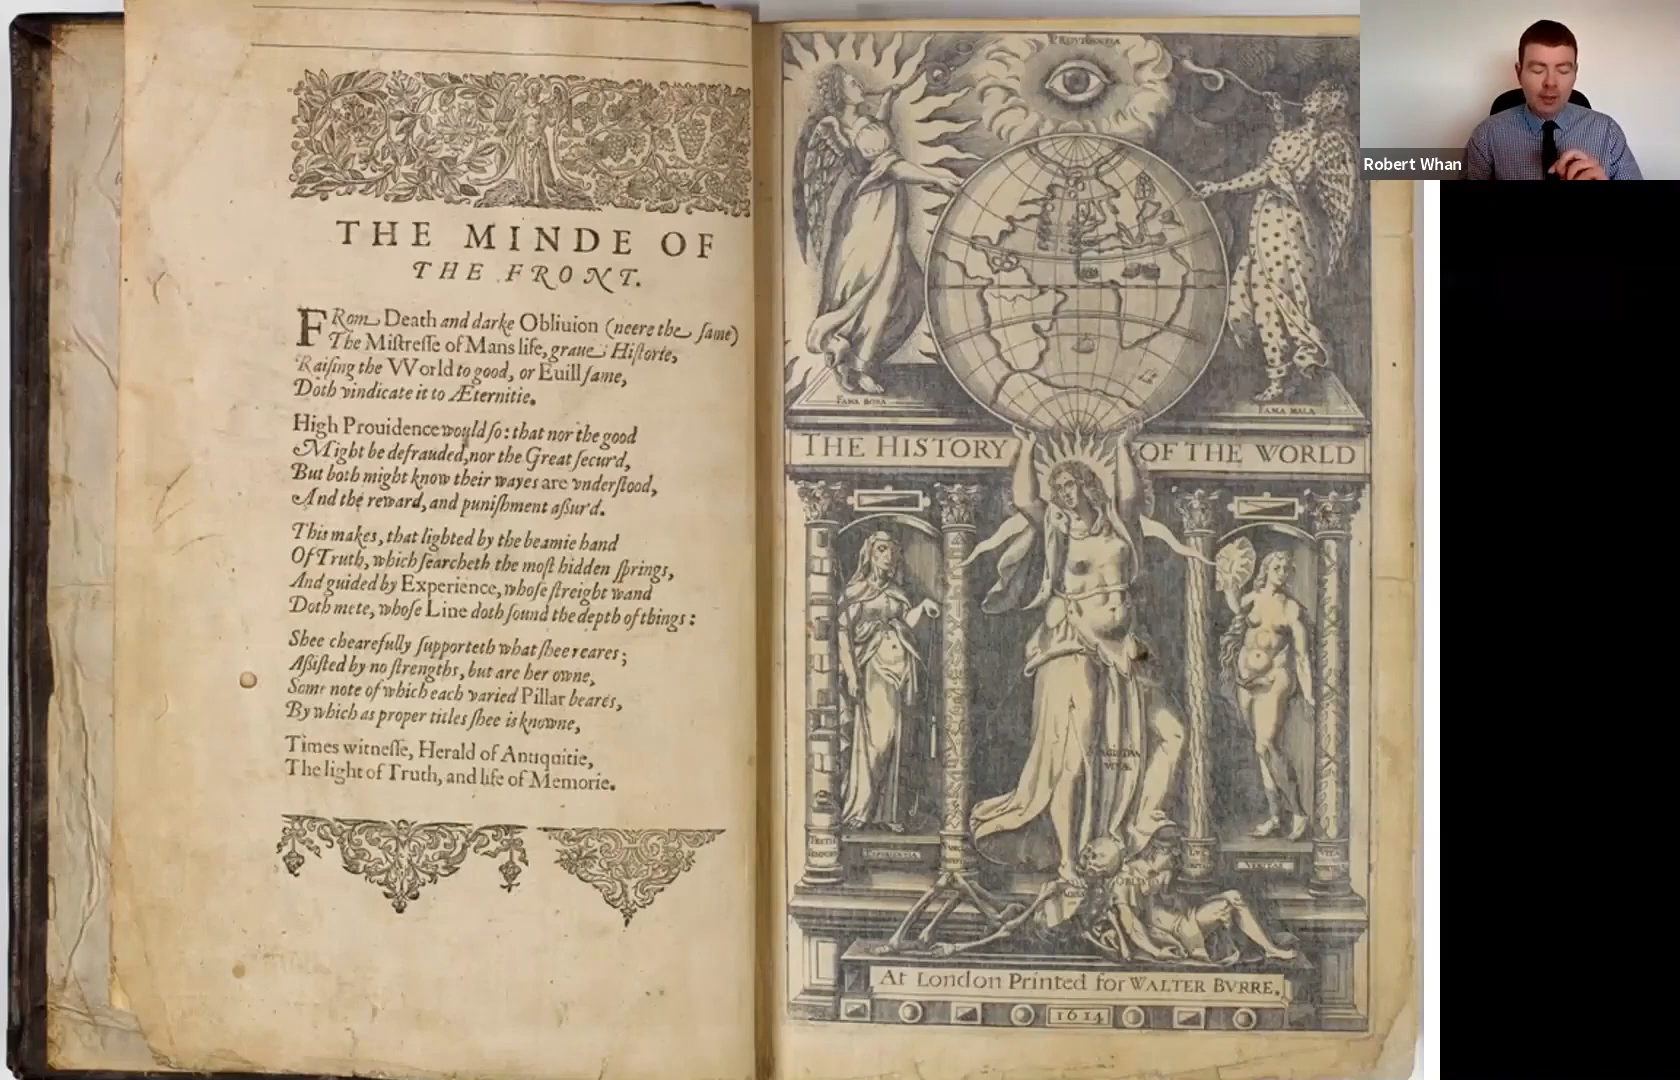 THE MINDE OF
THE FRONT.
FRom Death and darke Obliuion (neere the same)
The Mistresse of Mans life, graue Historie,
Raising the World to good, or Euill fame,
Doth vindicate it to Æternitie.
High Prouidence would so: that nor the good
Might be defrauded, nor the Great secur'd,
But both might know their wayes are vnderstood,
And the reward, and punishment assur'd.
This makes, that lighted by the beamie hand
Of Truth, which searcheth the most hidden springs,
And guided by Experience, whose streight wand
Doth mete, whose Line doth sound the depth of things:
Shee chearefully supporteth what shee reares;
Assisted by no strengths, but are her owne,
Some note of which each varied Pillar beares,
By which as proper titles shee is knowne,
Times witnesse, Herald of Antiquitie,
The light of Truth, and life of Memorie.
PROVIDENTIA
FAMA BONA
FAMA MALA
THE HISTORY OF THE WORLD
MAGISTRA
VITÆ
EXPERIENTIA
VERITAS
OBLIVIO
At London Printed for WALTER BVRRE.
1614
Robert Whan